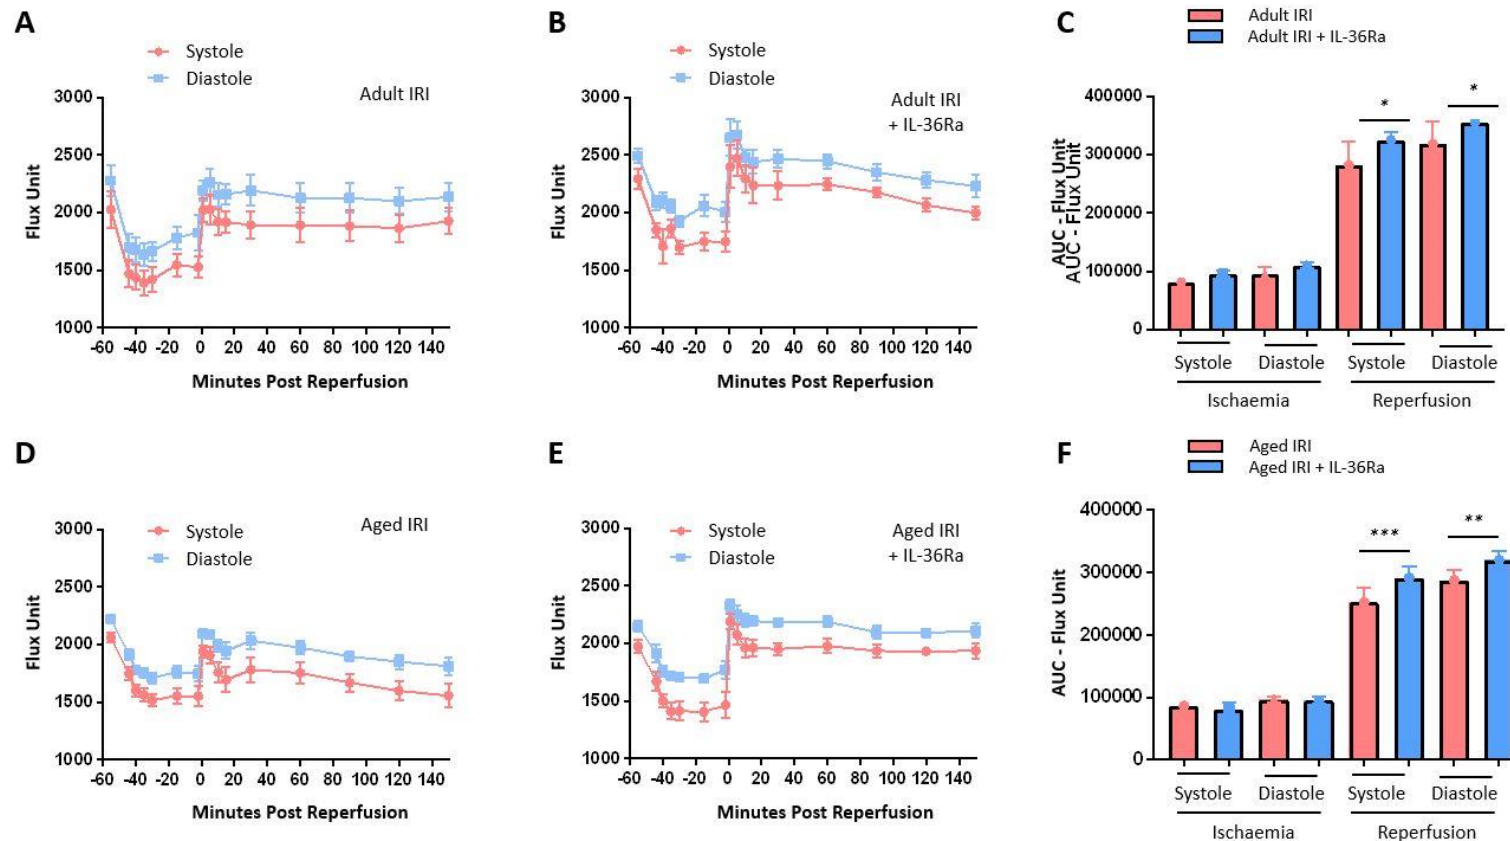 A
Systole
Diastole
Adult IRI
3000
2500
2000
1500
1000
Flux Unit
-60 -40 -20 0 20 40 60 80 100 120 140
Minutes Post Reperfusion
B
Systole
Diastole
Adult IRI
+ IL-36Ra
3000
2500
2000
1500
1000
Flux Unit
-60 -40 -20 0 20 40 60 80 100 120 140
Minutes Post Reperfusion
C
Adult IRI
Adult IRI + IL-36Ra
400000
300000
200000
100000
0
AUC - Flux Unit
AUC - Flux Unit
* *
Systole Diastole Systole Diastole
Ischaemia Reperfusion
D
Systole
Diastole
Aged IRI
3000
2500
2000
1500
1000
Flux Unit
-60 -40 -20 0 20 40 60 80 100 120 140
Minutes Post Reperfusion
E
Systole
Diastole
Aged IRI
+ IL-36Ra
3000
2500
2000
1500
1000
Flux Unit
-60 -40 -20 0 20 40 60 80 100 120 140
Minutes Post Reperfusion
F
Aged IRI
Aged IRI + IL-36Ra
400000
300000
200000
100000
0
AUC - Flux Unit
*** **
Systole Diastole Systole Diastole
Ischaemia Reperfusion